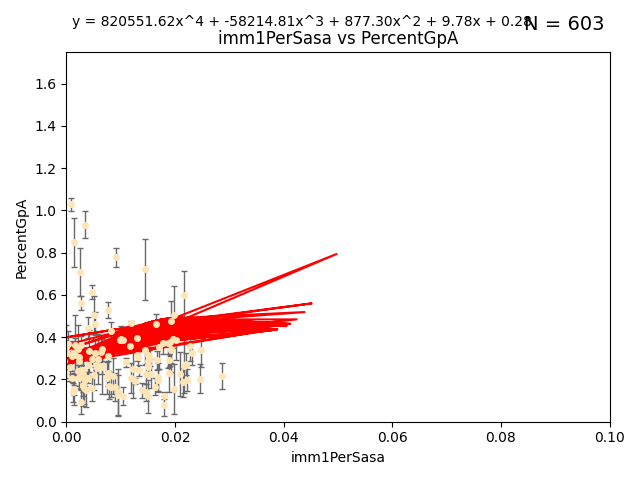 y = 820551.62x^4 + -58214.81x^3 + 877.30x^2 + 9.78x + 0.28
N = 603
imm1PerSasa vs PercentGpA
PercentGpA
1.6
1.4
1.2
1.0
0.8
0.6
0.4
0.2
0.0
0.00 0.02 0.04 0.06 0.08 0.10
imm1PerSasa